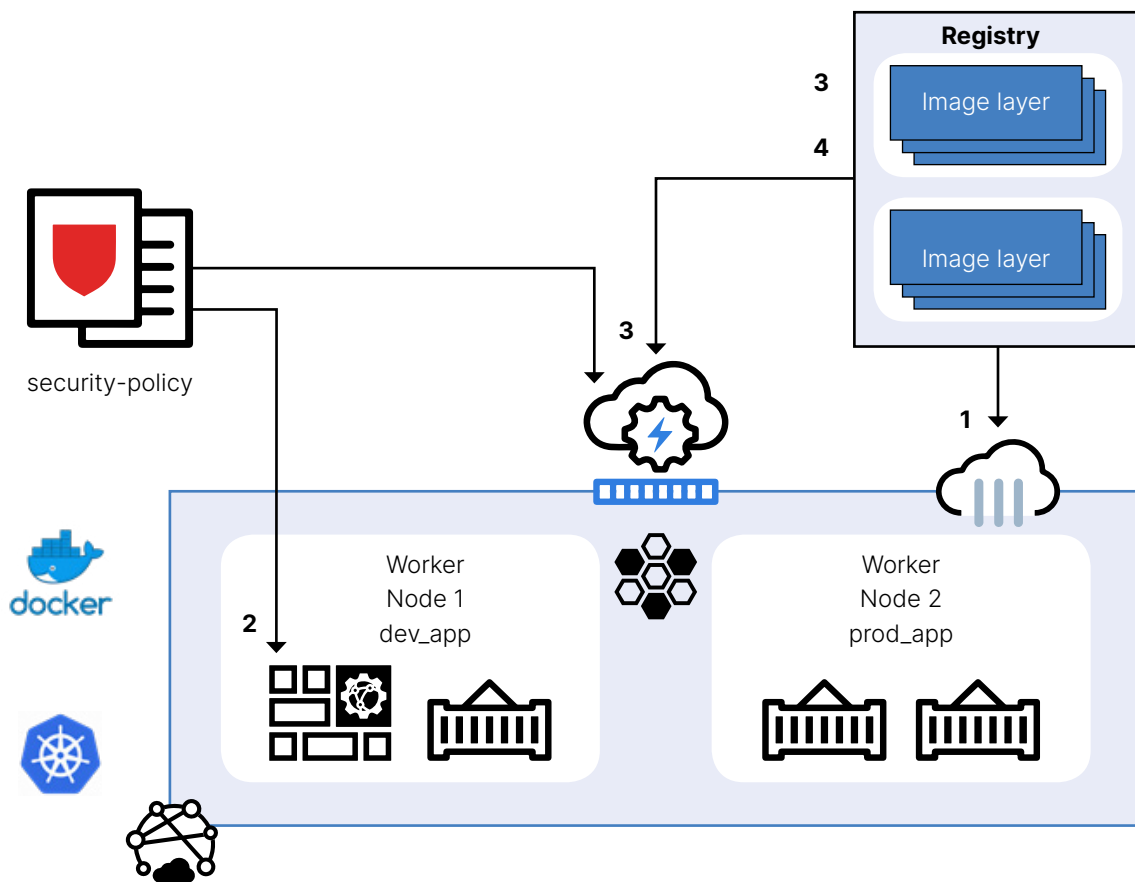 Registry
3
Image layer
4
Image layer
3
security-policy
1
docker
Worker
Node 1
dev_app
Worker
Node 2
prod_app
2